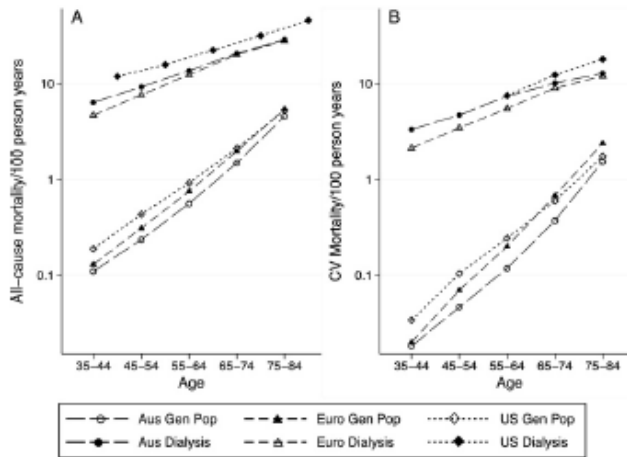 A
All-cause mortality/100 person years
10
1
0.1
35–44
45–54
55–64
65–74
75–84
Age
B
CV Mortality/100 person years
10
1
0.1
35–44
45–54
55–64
65–74
75–84
Age
Aus Gen Pop
Euro Gen Pop
US Gen Pop
Aus Dialysis
Euro Dialysis
US Dialysis